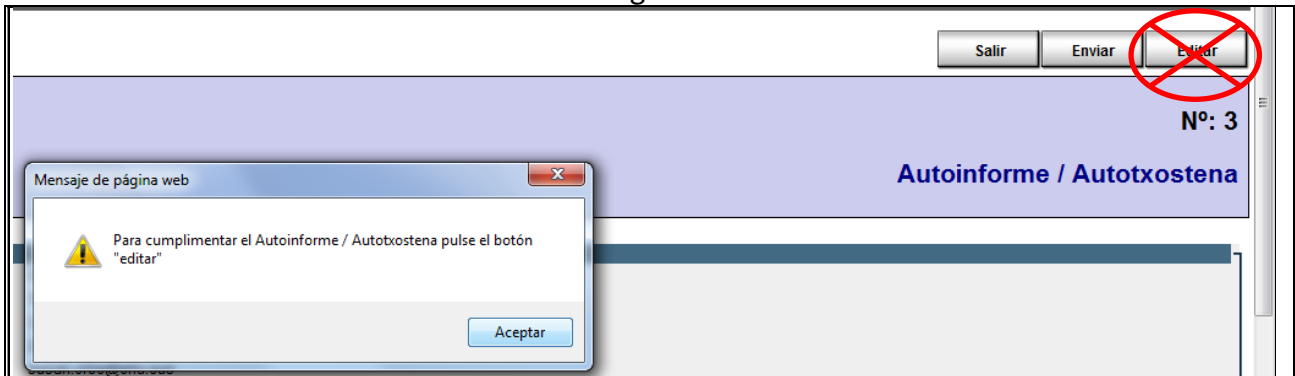 Salir Enviar Editar
Nº: 3
Autoinforme / Autotxostena
Mensaje de página web
Para cumplimentar el Autoinforme / Autotxostena pulse el botón
"editar"
Aceptar